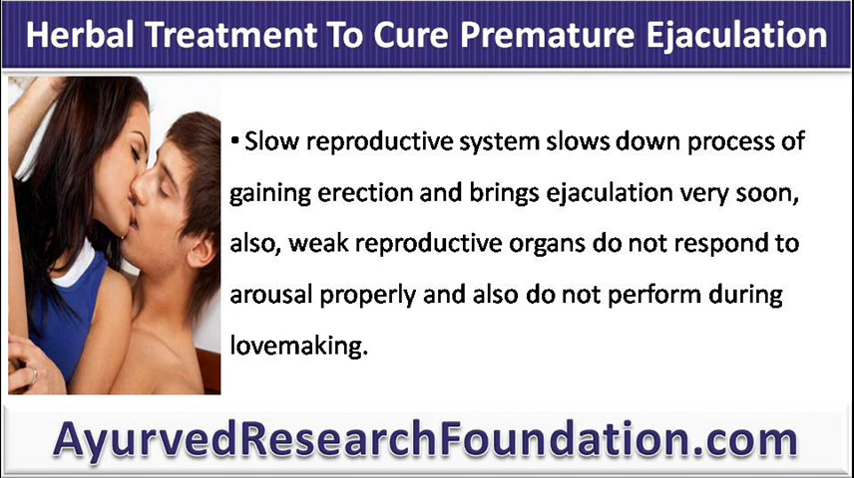 Herbal Treatment To Cure Premature Ejaculation
• Slow reproductive system slows down process of
gaining erection and brings ejaculation very soon,
also, weak reproductive organs do not respond to
arousal properly and also do not perform during
lovemaking.
AyurvedResearchFoundation.com